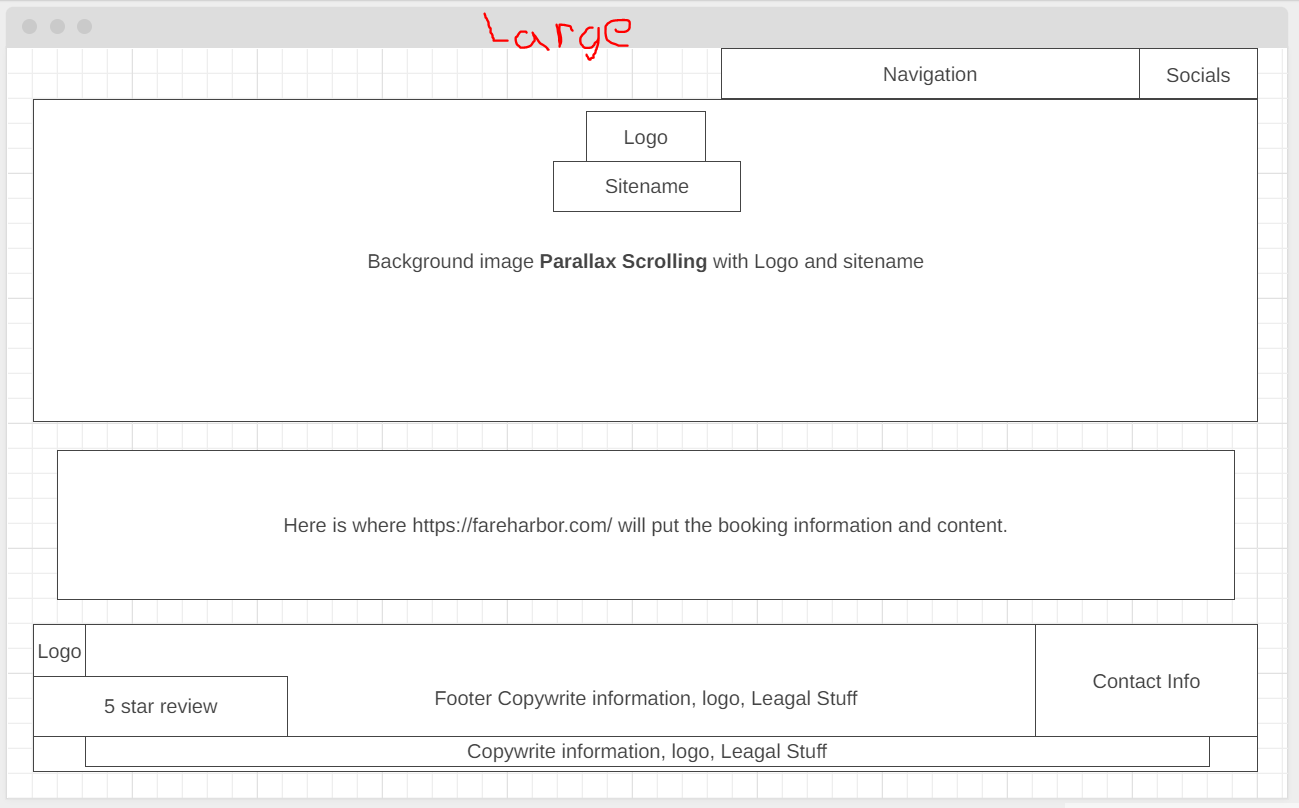 Large
Navigation
Socials
Logo
Sitename
Background image Parallax Scrolling with Logo and sitename
Here is where https://fareharbor.com/ will put the booking information and content.
Logo
5 star review
Footer Copywrite information, logo, Leagal Stuff
Contact Info
Copywrite information, logo, Leagal Stuff